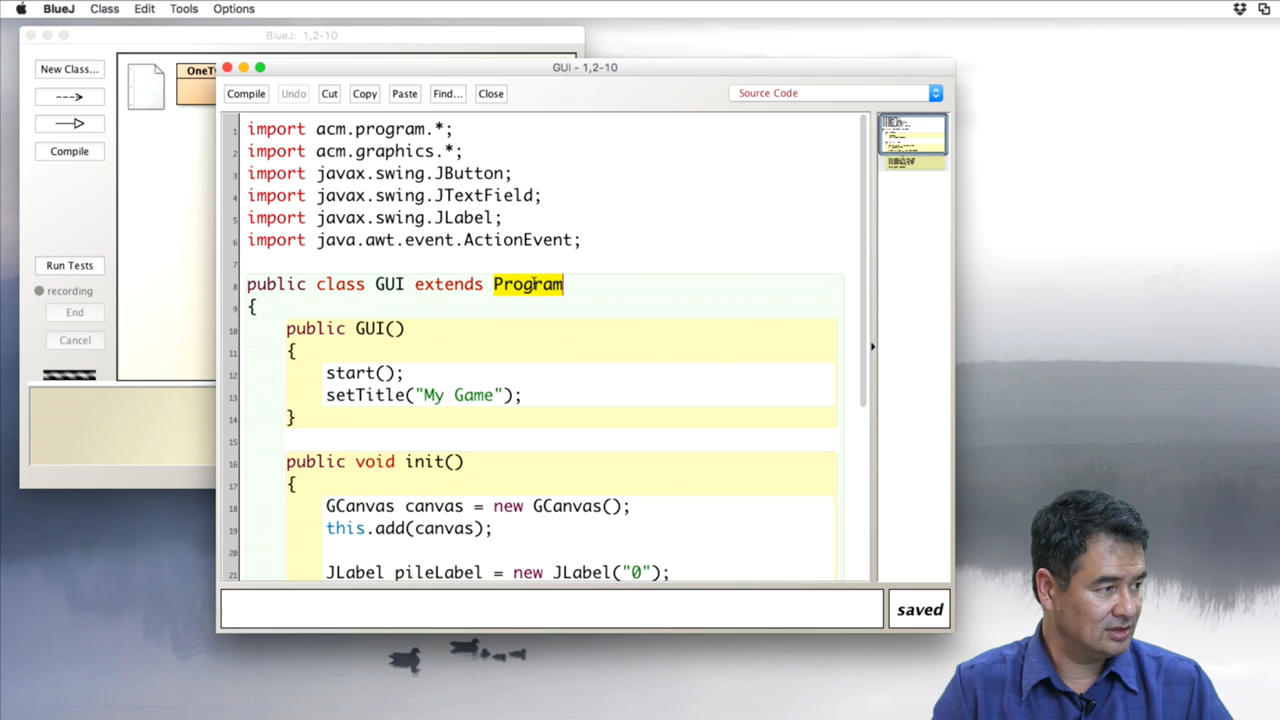 BlueJ Class Edit Tools Options
BlueJ: 1,2-10
New Class...
--->
Compile
Run Tests
recording
End
Cancel
OneTw
GUI - 1,2-10
Compile Undo Cut Copy Paste Find... Close Source Code
1 import acm.program.*;
2 import acm.graphics.*;
3 import javax.swing.JButton;
4 import javax.swing.JTextField;
5 import javax.swing.JLabel;
6 import java.awt.event.ActionEvent;
7
8 public class GUI extends Program
9 {
10 public GUI()
11 {
12 start();
13 setTitle("My Game");
14 }
15
16 public void init()
17 {
18 GCanvas canvas = new GCanvas();
19 this.add(canvas);
20
21 JLabel pileLabel = new JLabel("0");
saved